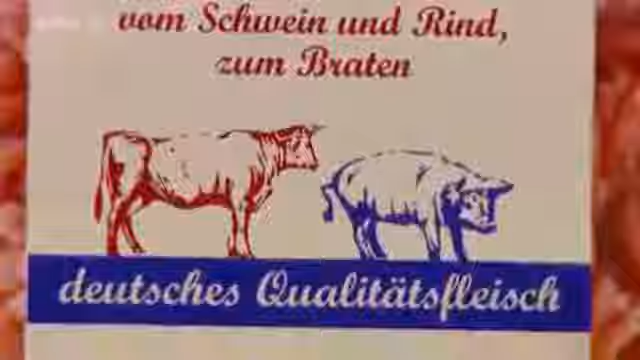 vom Schwein und Rind,
zum Braten
deutsches Qualitätsfleisch